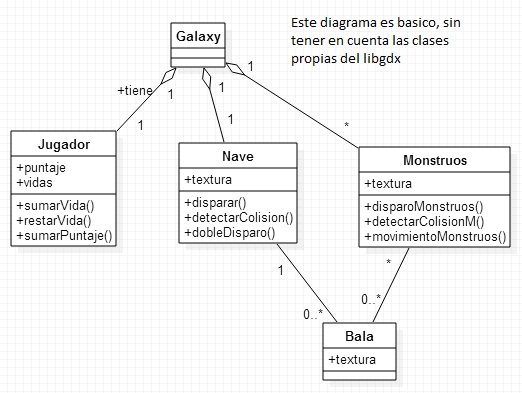 Galaxy
Este diagrama es basico, sin
tener en cuenta las clases
propias del libgdx
+tiene
1
1
1
1
1
*
Jugador
+puntaje
+vidas
+sumarVida()
+restarVida()
+sumarPuntaje()
Nave
+textura
+disparar()
+detectarColision()
+dobleDisparo()
Monstruos
+textura
+disparoMonstruos()
+detectarColisionM()
+movimientoMonstruos()
1
*
0..*
0..*
Bala
+textura